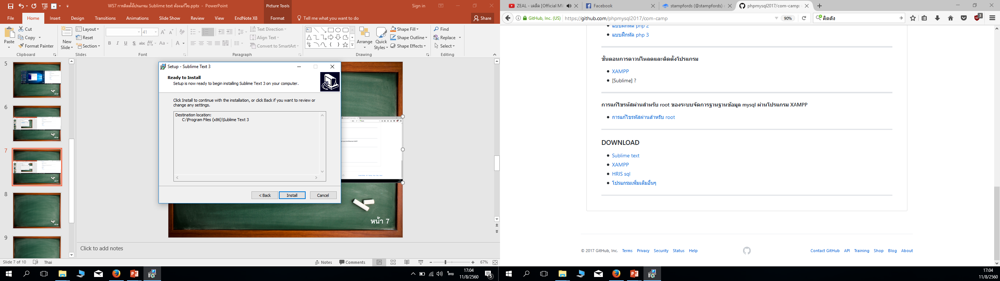 WS7 การติดตั้งโปรแกรม Sublime text ต้องแก้ไข.pptx - PowerPoint
Picture Tools
Sign in
File Home Insert Design Transitions Animations Slide Show Review View EndNote X8 Format Tell me what you want to do Share
Paste
Cut
Copy
Format Painter
Clipboard
New Slide
Layout
Reset
Section
Slides
41
Font
Text Direction
Align Text
Convert to SmartArt
Paragraph
Arrange
Quick Styles
Shape Fill
Shape Outline
Shape Effects
Drawing
Find
Replace
Select
Editing
5
6
7
8
9
Setup - Sublime Text 3
Ready to Install
Setup is now ready to begin installing Sublime Text 3 on your computer.
Click Install to continue with the installation, or click Back if you want to review or
change any settings.
Destination location:
C:\Program Files (x86)\Sublime Text 3
< Back Install Cancel
หน้า 7
Click to add notes
Slide 7 of 10 Thai Notes Comments 67%
ไทย 17:04
11/8/2560
5
ZEAL - เตลิด [Official MV
Facebook
stampfords (@stampfords)
phpmysql2017/com-camp:
GitHub, Inc. (US) https://github.com/phpmysql2017/com-camp 90% คิดดัง 3
แบบฝึกหัด php 2
แบบฝึกหัด php 3
ขั้นตอนการดาวน์โหลดและติดตั้งโปรแกรม
XAMPP
[Sublime] ?
การแก้ไขรหัสผ่านสำหรับ root ของระบบจัดการฐานฐานข้อมูล mysql ผ่านโปรแกรม XAMPP
การแก้ไขรหัสผ่านสำหรับ root
DOWNLOAD
Sublime text
XAMPP
HRIS sql
โปรแกรมเพิ่มเติมอื่นๆ
© 2017 GitHub, Inc. Terms Privacy Security Status Help Contact GitHub API Training Shop Blog About
17:04
11/8/2560